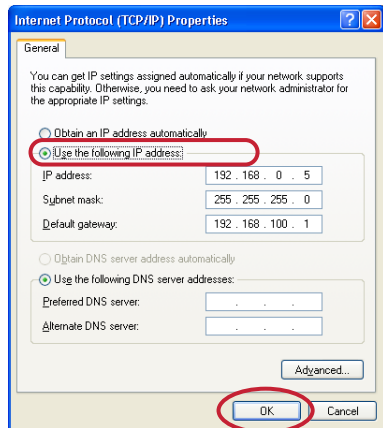 Internet Protocol (TCP/IP) Properties
General
You can get IP settings assigned automatically if your network supports
this capability. Otherwise, you need to ask your network administrator for
the appropriate IP settings.
Obtain an IP address automatically
Use the following IP address:
IP address: 192 . 168 . 0 . 5
Subnet mask: 255 . 255 . 255 . 0
Default gateway: 192 . 168 . 100 . 1
Obtain DNS server address automatically
Use the following DNS server addresses:
Preferred DNS server: . . .
Alternate DNS server: . . .
Advanced...
OK Cancel